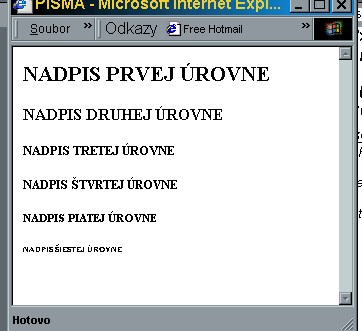 PISMA - Microsoft Internet Expl...
Soubor » Odkazy Free Hotmail »
NADPIS PRVEJ ÚROVNE
NADPIS DRUHEJ ÚROVNE
NADPIS TRETEJ ÚROVNE
NADPIS ŠTVRTEJ ÚROVNE
NADPIS PIATEJ ÚROVNE
NADPIS ŠIESTEJ ÚROVNE
Hotovo